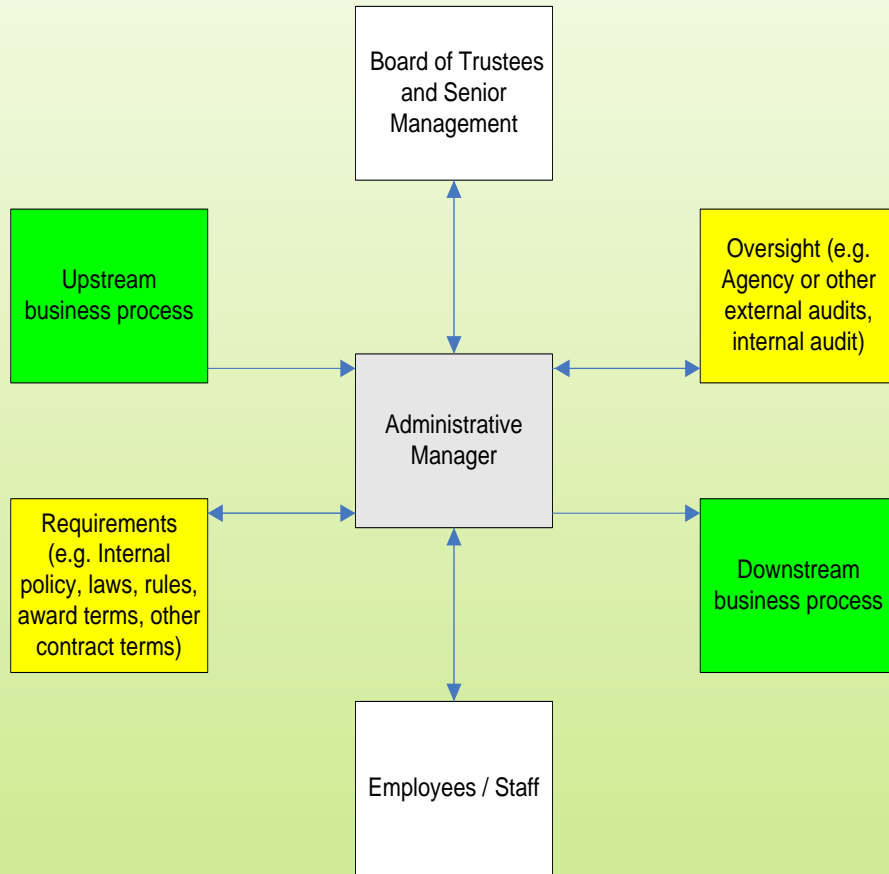 Board of Trustees
and Senior
Management
Upstream
business process
Oversight (e.g.
Agency or other
external audits,
internal audit)
Administrative
Manager
Requirements
(e.g. Internal
policy, laws, rules,
award terms, other
contract terms)
Downstream
business process
Employees / Staff